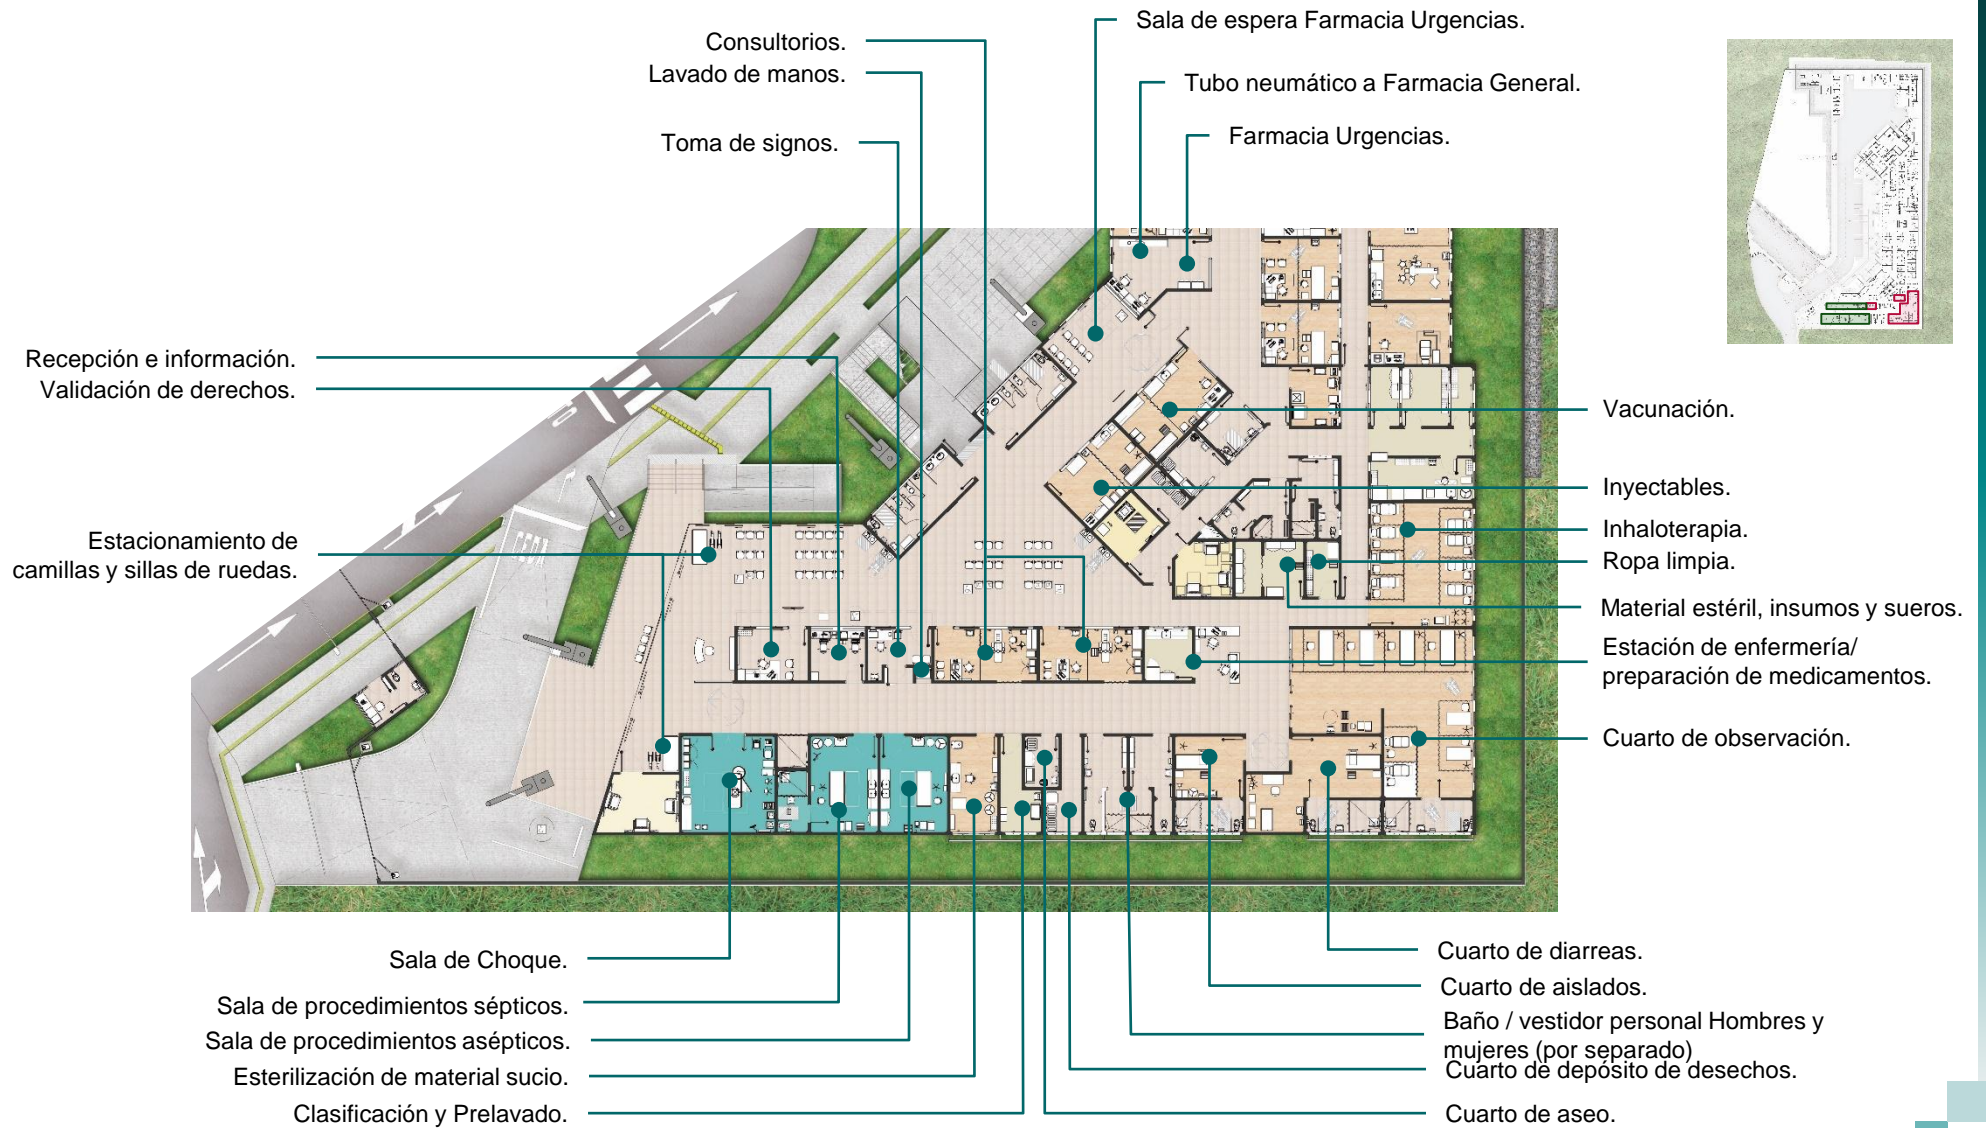 Sala de espera Farmacia Urgencias.
Consultorios.
Lavado de manos.
Tubo neumático a Farmacia General.
Toma de signos.
Farmacia Urgencias.
Recepción e información.
Validación de derechos.
Vacunación.
Inyectables.
Inhaloterapia.
Ropa limpia.
Estacionamiento de
camillas y sillas de ruedas.
Material estéril, insumos y sueros.
Estación de enfermería/
preparación de medicamentos.
Cuarto de observación.
Sala de Choque.
Sala de procedimientos sépticos.
Sala de procedimientos asépticos.
Esterilización de material sucio.
Clasificación y Prelavado.
Cuarto de diarreas.
Cuarto de aislados.
Baño / vestidor personal Hombres y
mujeres (por separado)
Cuarto de depósito de desechos.
Cuarto de aseo.